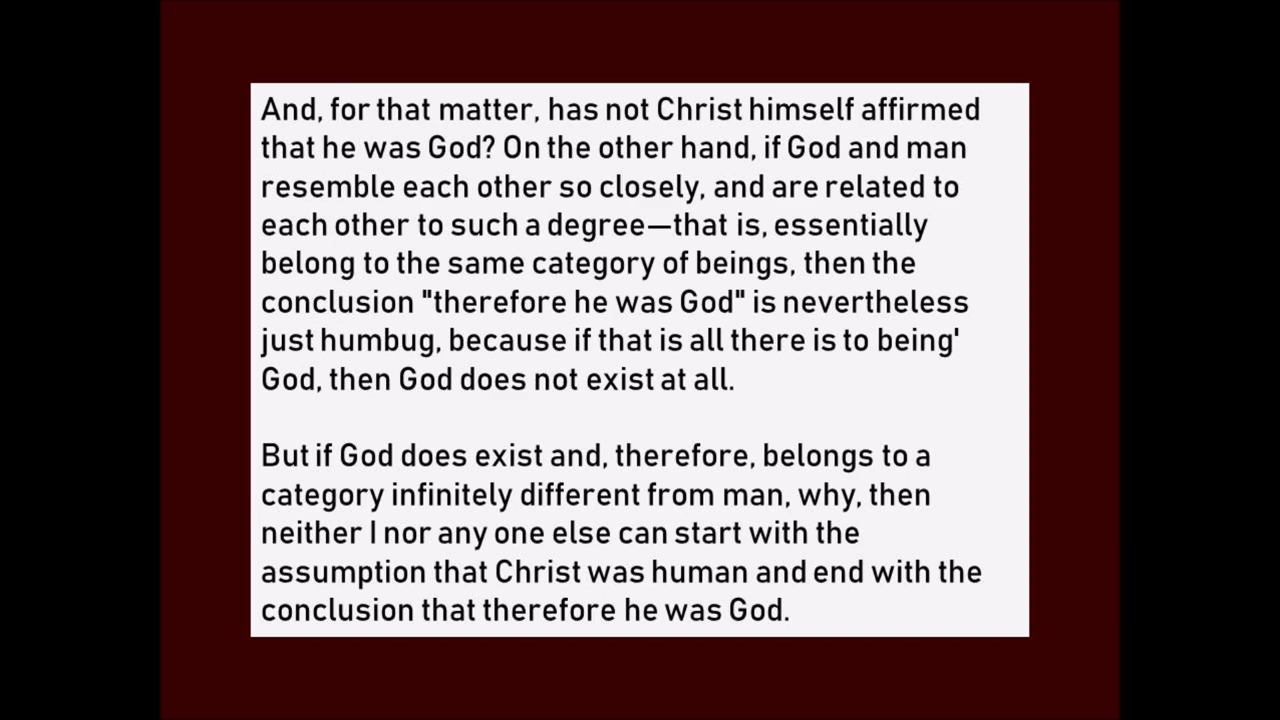 And, for that matter, has not Christ himself affirmed
that he was God? On the other hand, if God and man
resemble each other so closely, and are related to
each other to such a degree—that is, essentially
belong to the same category of beings, then the
conclusion "therefore he was God" is nevertheless
just humbug, because if that is all there is to being'
God, then God does not exist at all.
But if God does exist and, therefore, belongs to a
category infinitely different from man, why, then
neither I nor any one else can start with the
assumption that Christ was human and end with the
conclusion that therefore he was God.